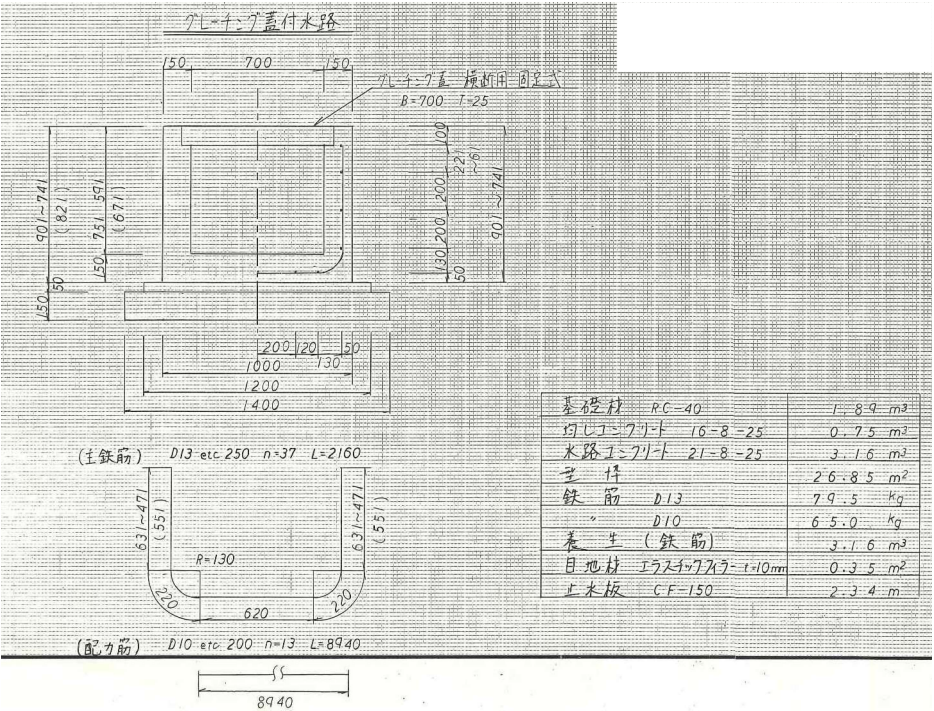 グレーチング蓋付水路
150 700 150
グレーチング蓋 横断用 固定式
B=700 T-25
901~741
(821)
150
50
751 591
(671)
150
100
221
~61
200
200
130
50
901~741
200 120 50
130
1000
1200
1400
(主鉄筋) D13 etc 250 n=37 L=2160
631~471
(551)
631~471
(551)
R=130
220
220
620
(配力筋) D10 etc 200 n=13 L=8940
8940
基礎材 RC-40 1.89 m³
均しコンクリート 16-8-25 0.75 m³
水路コンクリート 21-8-25 3.16 m³
型枠 26.85 m²
鉄筋 D13 79.5 kg
〃 D10 65.0 kg
養生(鉄筋) 3.16 m³
目地材 エラスチックフィラー t=10mm 0.35 m²
止水板 CF-150 2.34 m